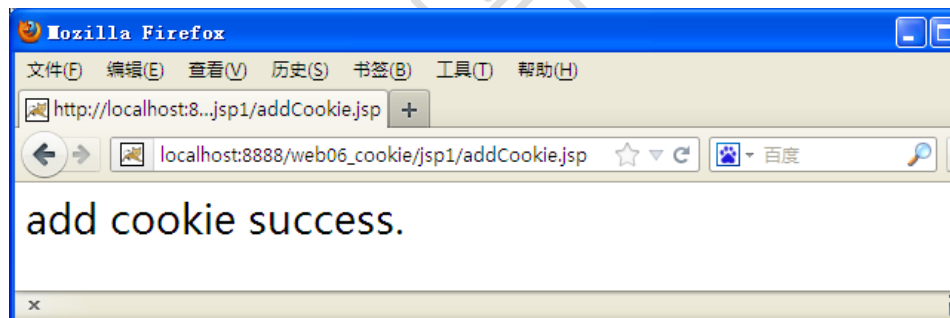 Mozilla Firefox
文件(F) 编辑(E) 查看(V) 历史(S) 书签(B) 工具(T) 帮助(H)
http://localhost:8...jsp1/addCookie.jsp +
localhost:8888/web06_cookie/jsp1/addCookie.jsp 百度
add cookie success.
x